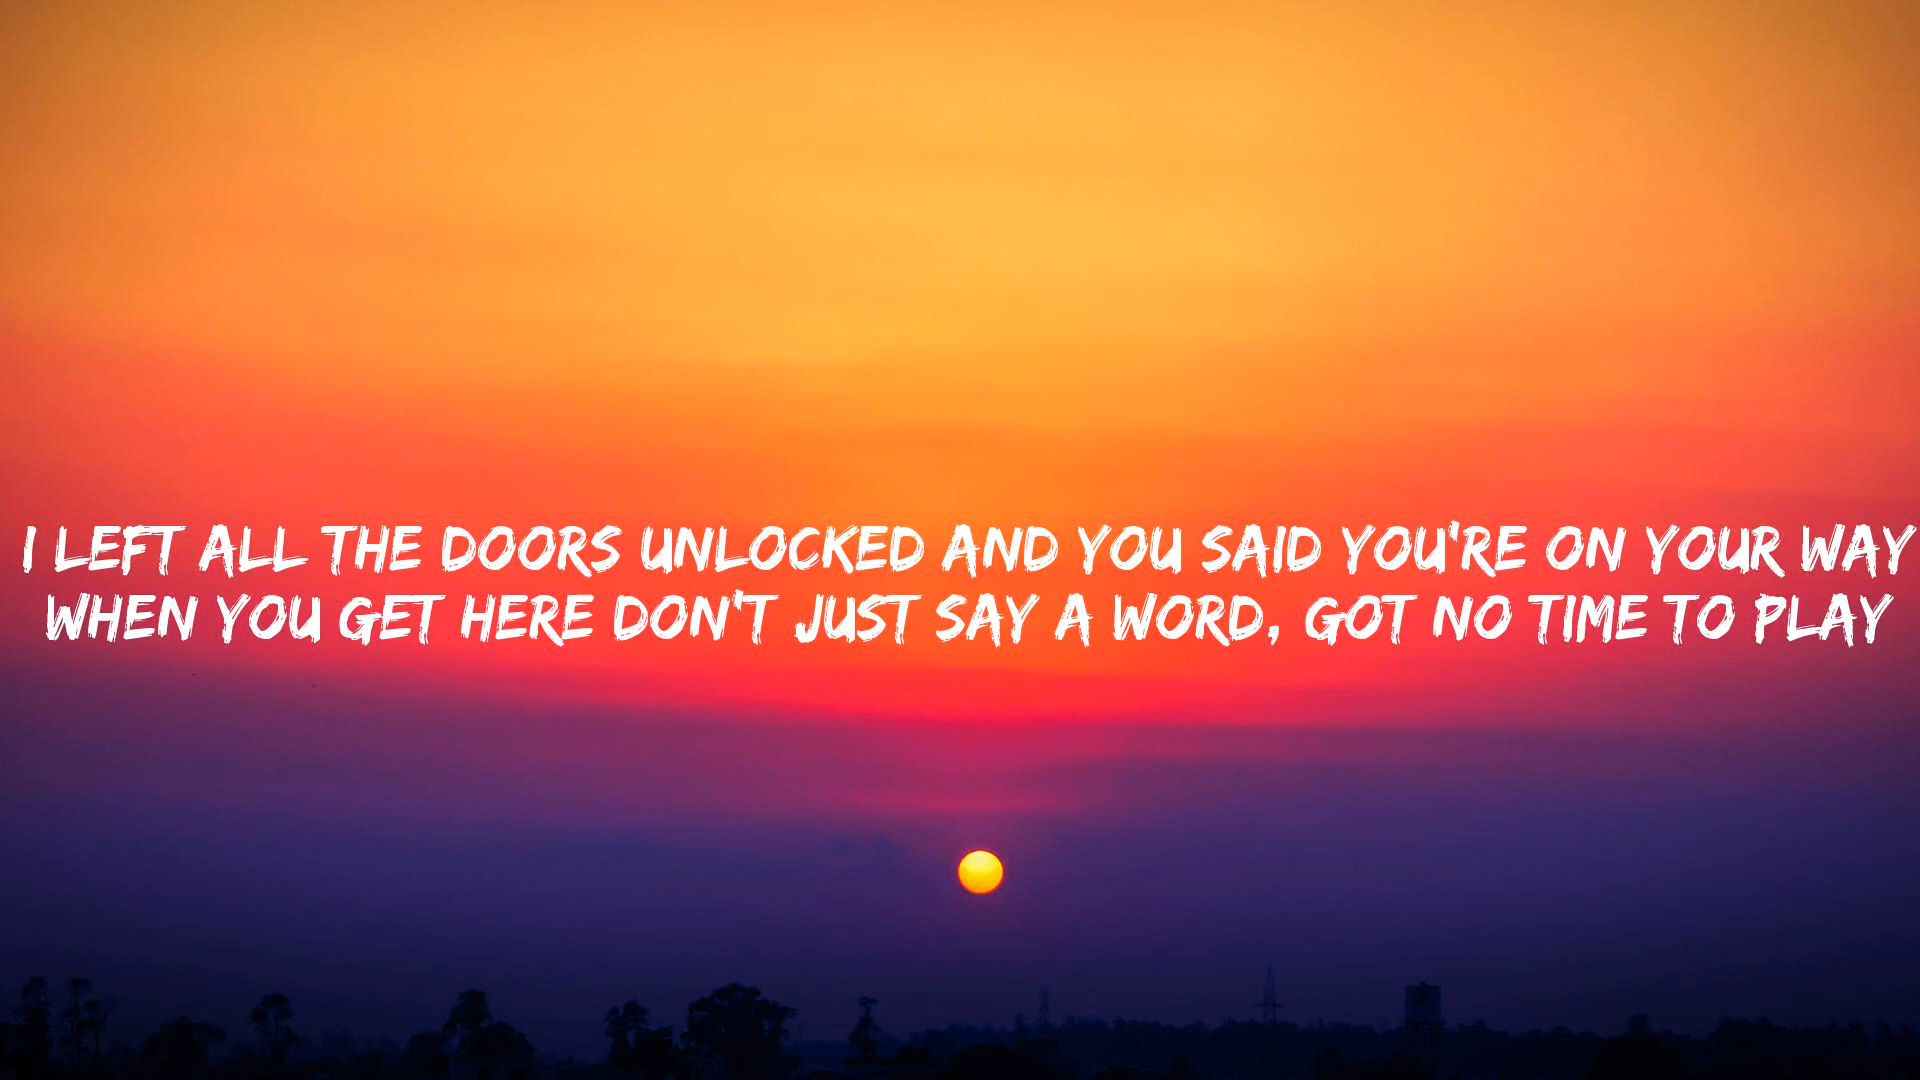 I LEFT ALL THE DOORS UNLOCKED AND YOU SAID YOU'RE ON YOUR WAY
WHEN YOU GET HERE DON'T JUST SAY A WORD, GOT NO TIME TO PLAY